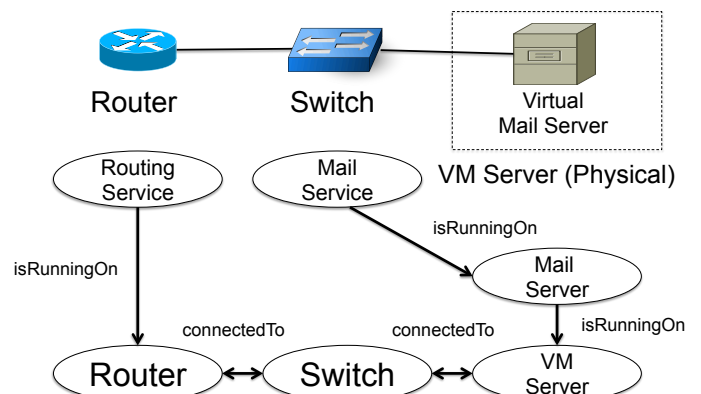 Router
Switch
Virtual
Mail Server
VM Server (Physical)
Routing
Service
Mail
Service
isRunningOn
isRunningOn
Mail
Server
connectedTo
connectedTo
isRunningOn
Router
Switch
VM
Server